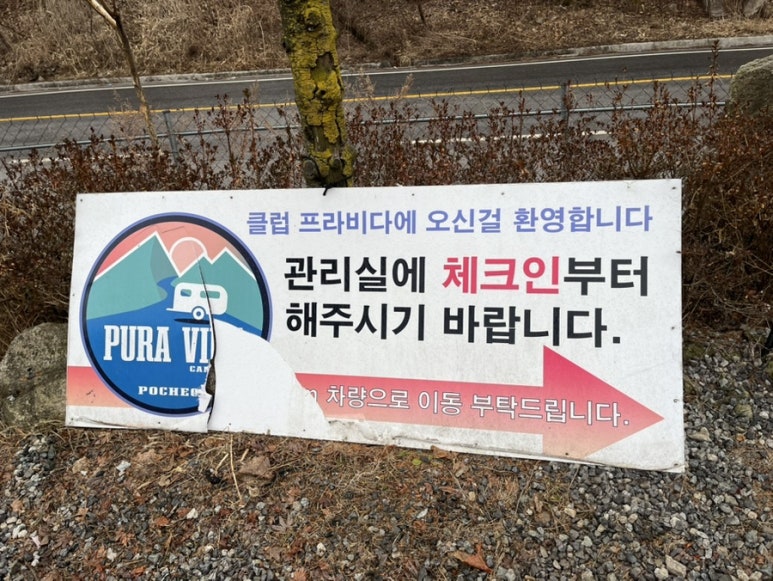 클럽 프라비다에 오신걸 환영합니다
관리실에 체크인부터
해주시기 바랍니다.
차량으로 이동 부탁드립니다.
PURA